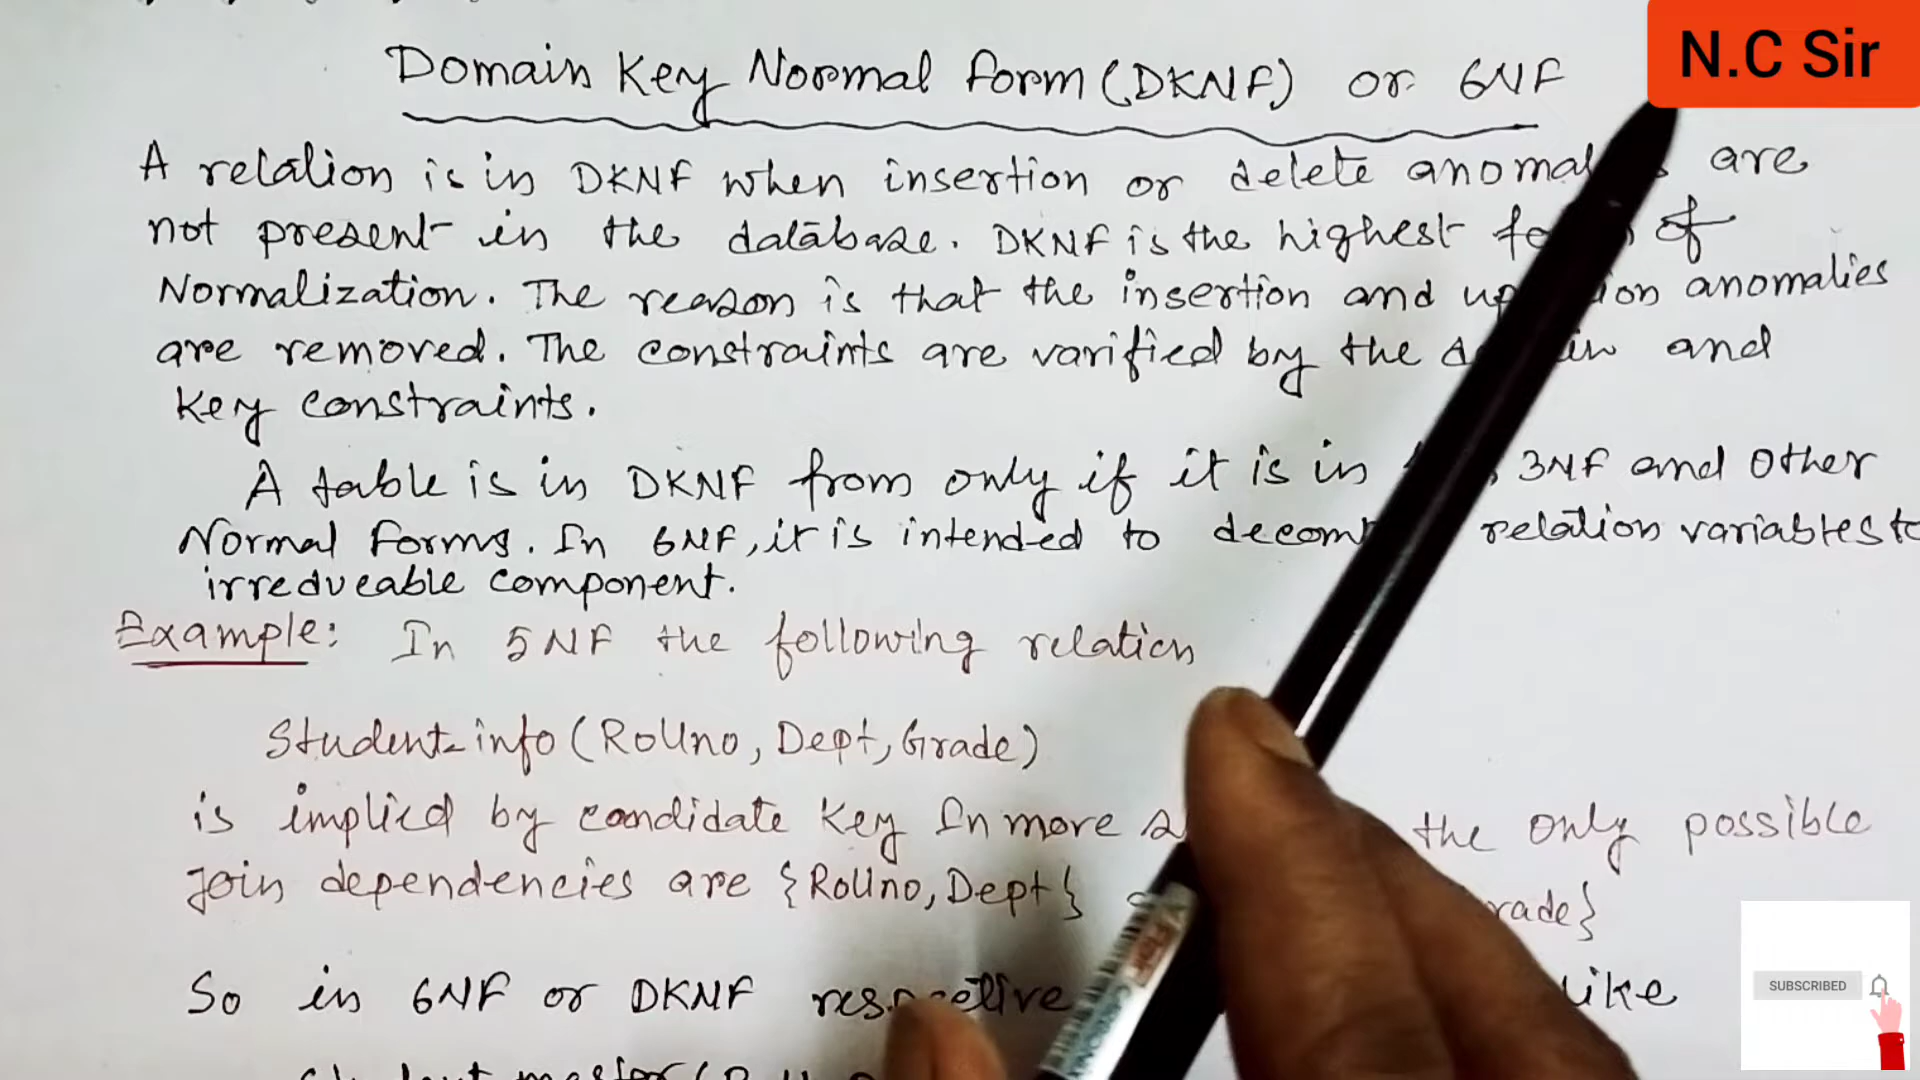 N.C Sir
Domain Key Normal Form (DKNF) or 6NF
A relation is in DKNF when insertion or delete are
not present in the database. DKNF is the highest of
Normalization. The reason is that the insertion and anomalies
are removed. The constraints are varified by the and
Key constraints.
A table is in DKNF from only if it is in 3NF and Other
Normal Forms. In 6NF, it is intended to relation variables to
irredueable component.
Example: In 5NF the following relation
Student-info (Rollno, Dept, Grade)
is implied by candidate Key In more the only possible
Join dependencies are {Rollno, Dept}
So in 6NF or DKNF like
SUBSCRIBED